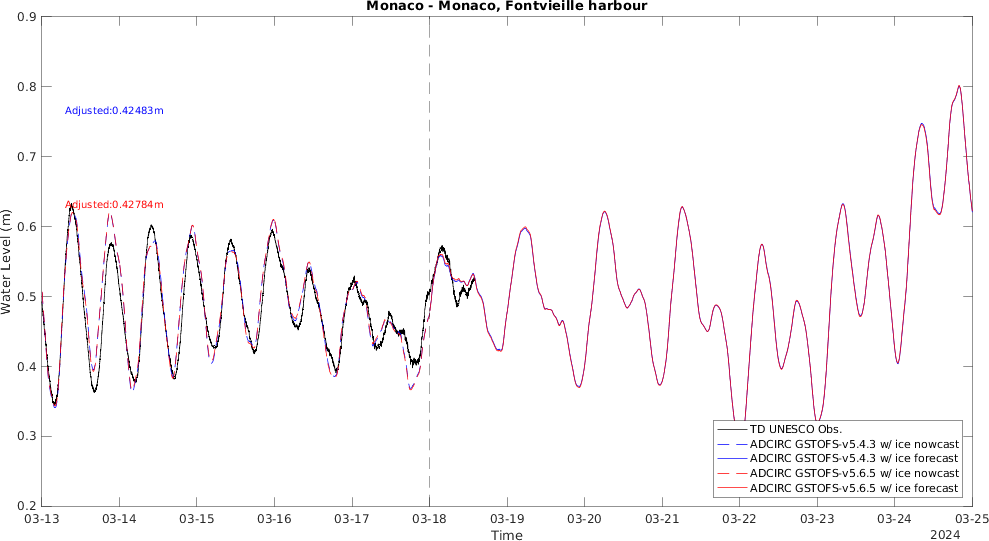 Monaco - Monaco, Fontvieille harbour
0.9
0.8
0.7
0.6
0.5
0.4
0.3
0.2
Water Level (m)
Adjusted:0.42483m
Adjusted:0.42784m
TD UNESCO Obs.
ADCIRC GSTOFS-v5.4.3 w/ ice nowcast
ADCIRC GSTOFS-v5.4.3 w/ ice forecast
ADCIRC GSTOFS-v5.6.5 w/ ice nowcast
ADCIRC GSTOFS-v5.6.5 w/ ice forecast
03-13 03-14 03-15 03-16 03-17 03-18 03-19 03-20 03-21 03-22 03-23 03-24 03-25
Time
2024